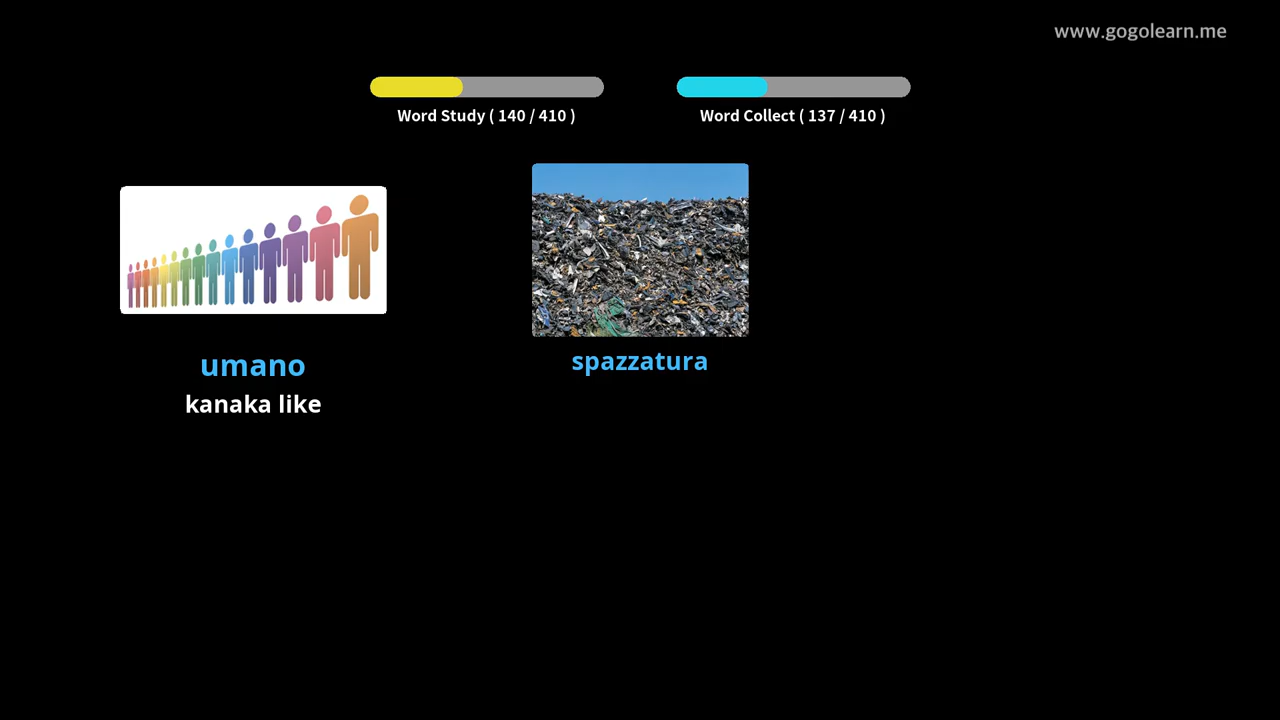 www.gogolearn.me
Word Study ( 140 / 410 )
Word Collect ( 137 / 410 )
umano
kanaka like
spazzatura